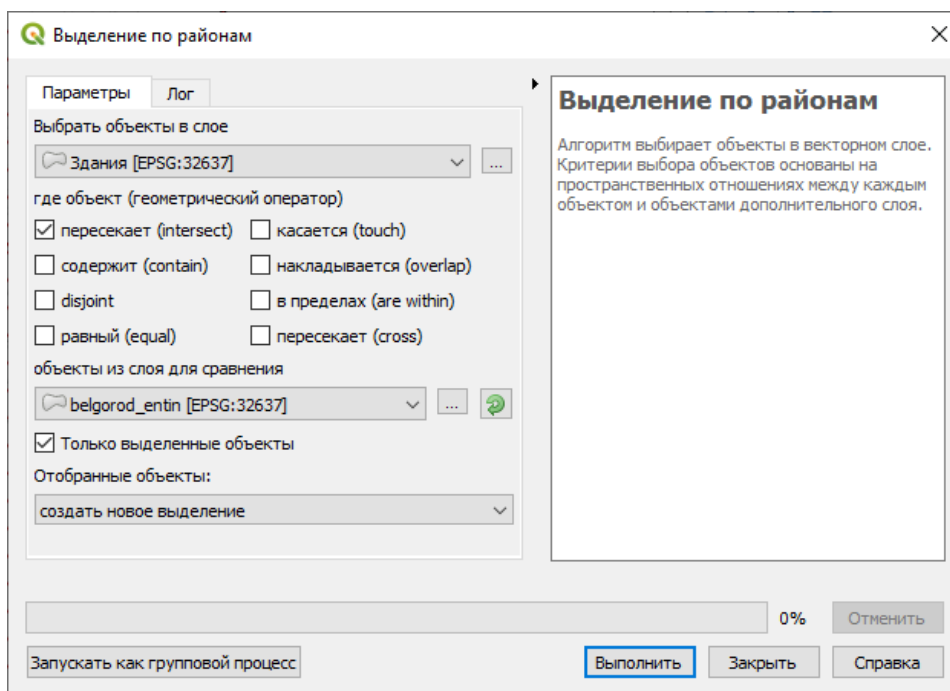 Выделение по районам
Параметры
Лог
Выбрать объекты в слое
Здания [EPSG:32637]
...
где объект (геометрический оператор)
пересекает (intersect)
касается (touch)
содержит (contain)
накладывается (overlap)
disjoint
в пределах (are within)
равный (equal)
пересекает (cross)
объекты из слоя для сравнения
belgorod_entin [EPSG:32637]
...
Только выделенные объекты
Отобранные объекты:
создать новое выделение
Выделение по районам
Алгоритм выбирает объекты в векторном слое.
Критерии выбора объектов основаны на
пространственных отношениях между каждым
объектом и объектами дополнительного слоя.
0%
Отменить
Запускать как групповой процесс
Выполнить
Закрыть
Справка